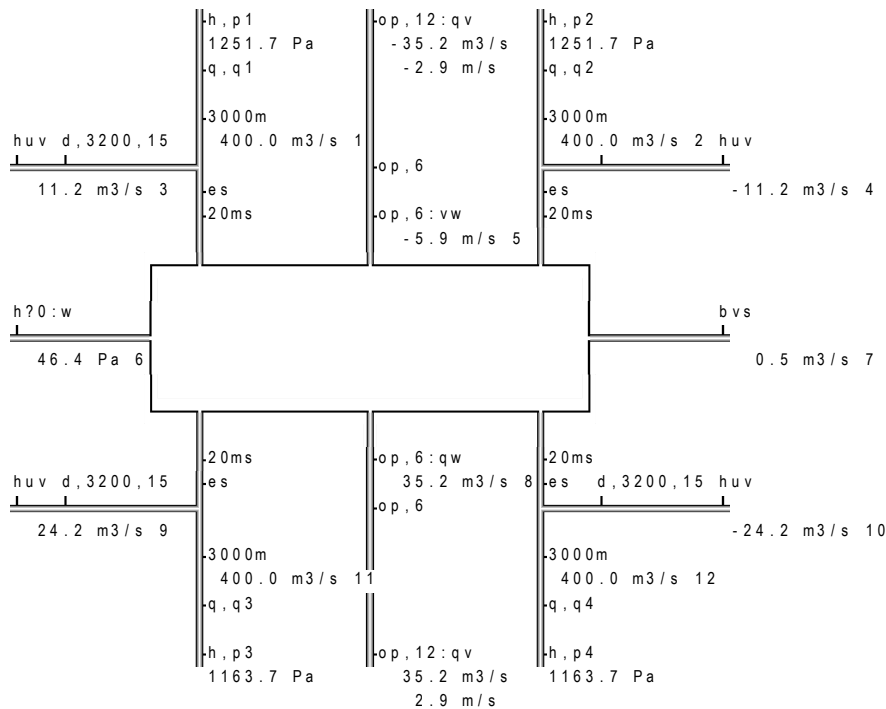 h,p1 op,12:qv h,p2
1251.7 Pa -35.2 m3/s 1251.7 Pa
q,q1 -2.9 m/s q,q2
3000m 3000m
huv d,3200,15 400.0 m3/s 1 400.0 m3/s 2 huv
op,6
11.2 m3/s 3 es es -11.2 m3/s 4
20ms op,6:vw 20ms
-5.9 m/s 5
h?0:w bvs
46.4 Pa 6 0.5 m3/s 7
20ms op,6:qw 20ms
huv d,3200,15 es 35.2 m3/s 8 es d,3200,15 huv
op,6
24.2 m3/s 9 -24.2 m3/s 10
3000m 3000m
400.0 m3/s 11 400.0 m3/s 12
q,q3 q,q4
h,p3 op,12:qv h,p4
1163.7 Pa 35.2 m3/s 1163.7 Pa
2.9 m/s